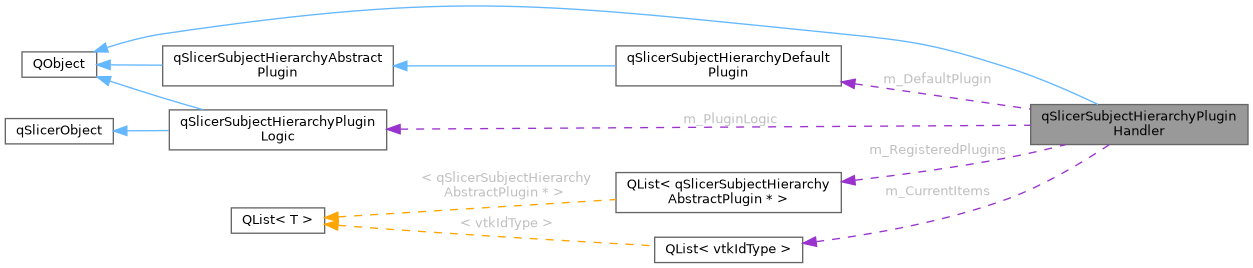 QObject
qSlicerSubjectHierarchyAbstract
Plugin
qSlicerSubjectHierarchyDefault
Plugin
m_DefaultPlugin
qSlicerObject
qSlicerSubjectHierarchyPlugin
Logic
m_PluginLogic
qSlicerSubjectHierarchyPlugin
Handler
m_RegisteredPlugins
< qSlicerSubjectHierarchy
AbstractPlugin * >
QList< qSlicerSubjectHierarchy
AbstractPlugin * >
m_CurrentItems
QList< T >
< vtkIdType >
QList< vtkIdType >